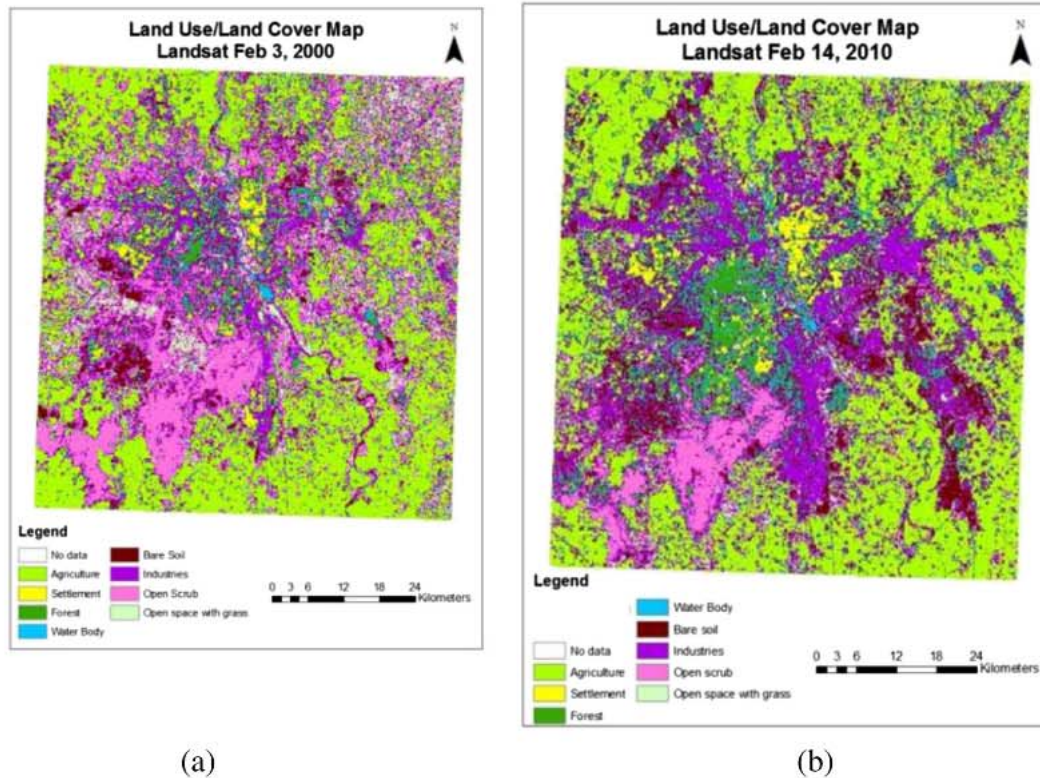 Land Use/Land Cover Map
Landsat Feb 3, 2000
N
Legend
No data
Agriculture
Settlement
Forest
Water Body
Bare Soil
Industries
Open Scrub
Open space with grass
0 3 6 12 18 24
Kilometers
(a)
Land Use/Land Cover Map
Landsat Feb 14, 2010
N
Legend
No data
Agriculture
Settlement
Forest
Water Body
Bare soil
Industries
Open scrub
Open space with grass
0 3 6 12 18 24
Kilometers
(b)